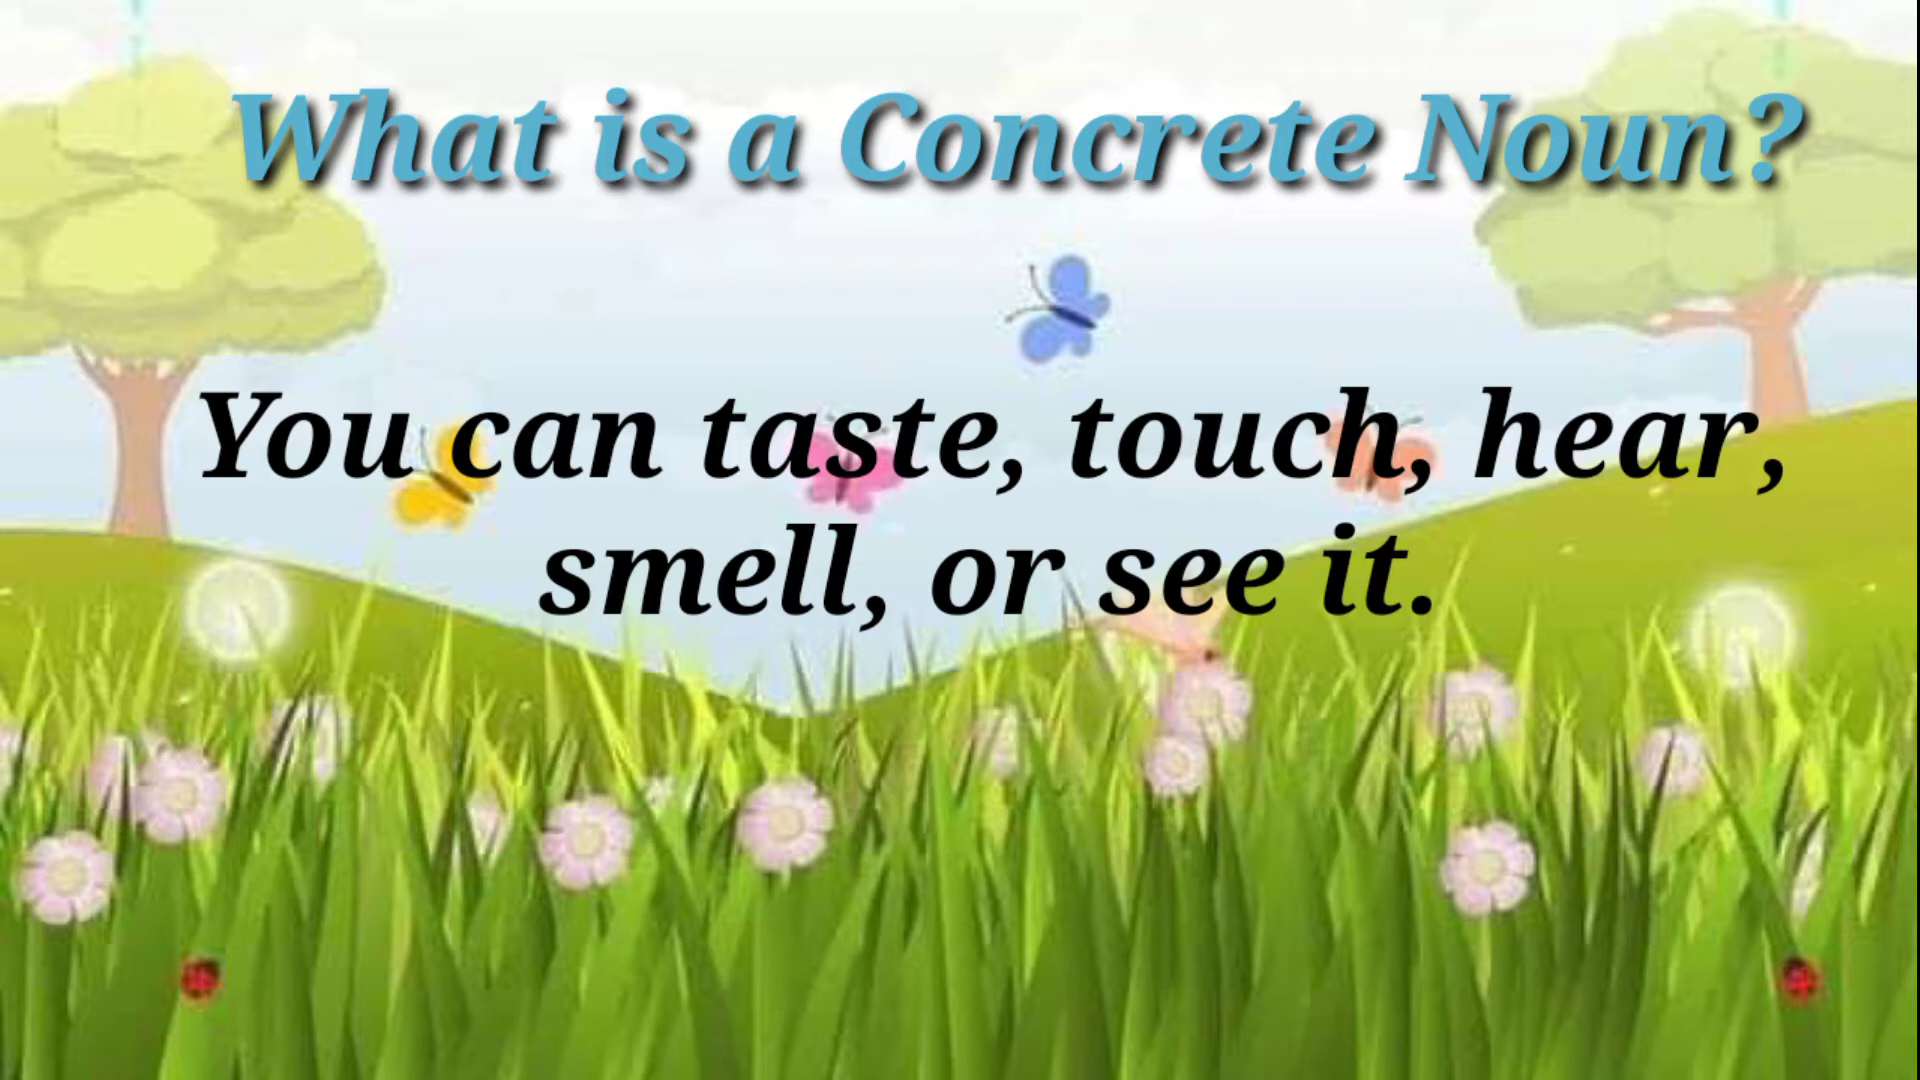 What is a Concrete Noun?
You can taste, touch, hear,
smell, or see it.